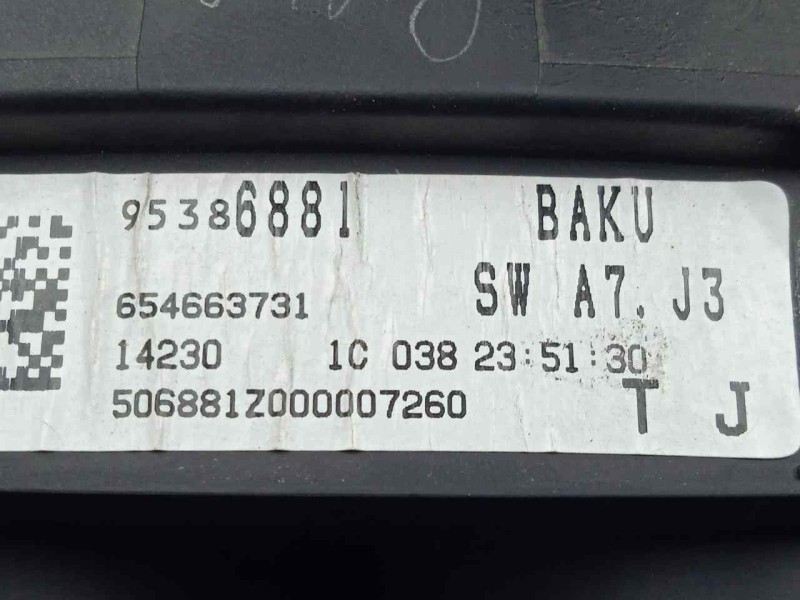 95386881 BAKU
654663731 SW A7. J3
14230 1C 038 23:51:30
506881Z000007260 T J